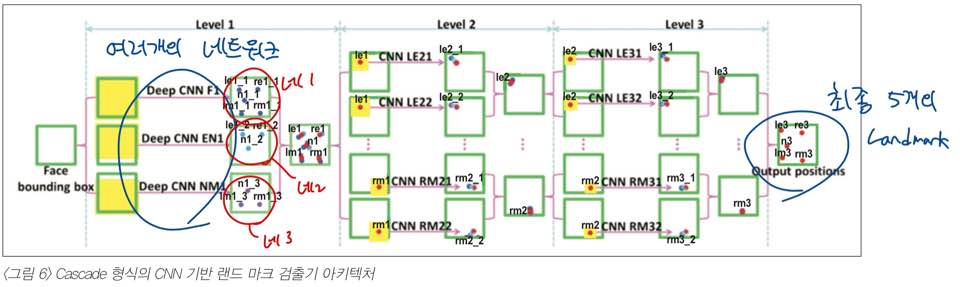 Level 1
Level 2
Level 3
여러개의 네트워크
Deep CNN F1
Deep CNN EN1
Deep CNN NM1
Face
bounding box
le1_1 re1_1
n1_1
lm1_1 rm1_1
네1
le1_2 re1_2
n1_2
네2
n1_3
lm1_3 rm1_3
네3
le1 re1
n1
lm1 rm1
le1
CNN LE21
le2_1
le1
CNN LE22
le2_2
le2
rm1
CNN RM21
rm2_1
rm1
CNN RM22
rm2_2
rm2
le2
CNN LE31
le3_1
le2
CNN LE32
le3_2
le3
rm2
CNN RM31
rm3_1
rm2
CNN RM32
rm3_2
rm3
le3 re3
n3
lm3 rm3
Output positions
최종 5개의
Landmark
〈그림 6〉 Cascade 형식의 CNN 기반 랜드 마크 검출기 아키텍처